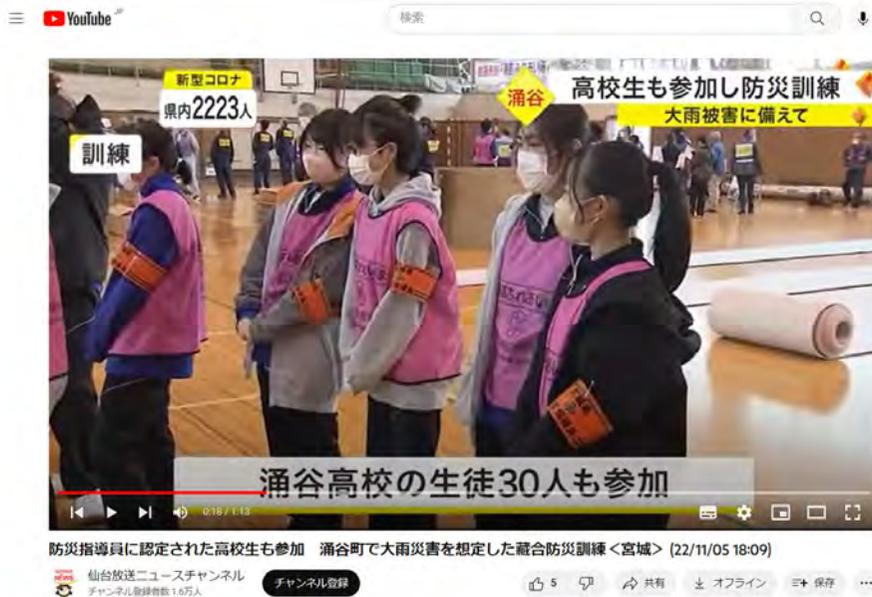 YouTube JP
検索
新型コロナ
県内2223人
訓練
涌谷
高校生も参加し防災訓練
大雨被害に備えて
涌谷高校の生徒30人も参加
0:18 / 1:13
防災指導員に認定された高校生も参加 涌谷町で大雨災害を想定した蔵合防災訓練<宮城> (22/11/05 18:09)
仙台放送ニュースチャンネル
チャンネル登録者数 1.6万人
チャンネル登録
5
共有
オフライン
保存